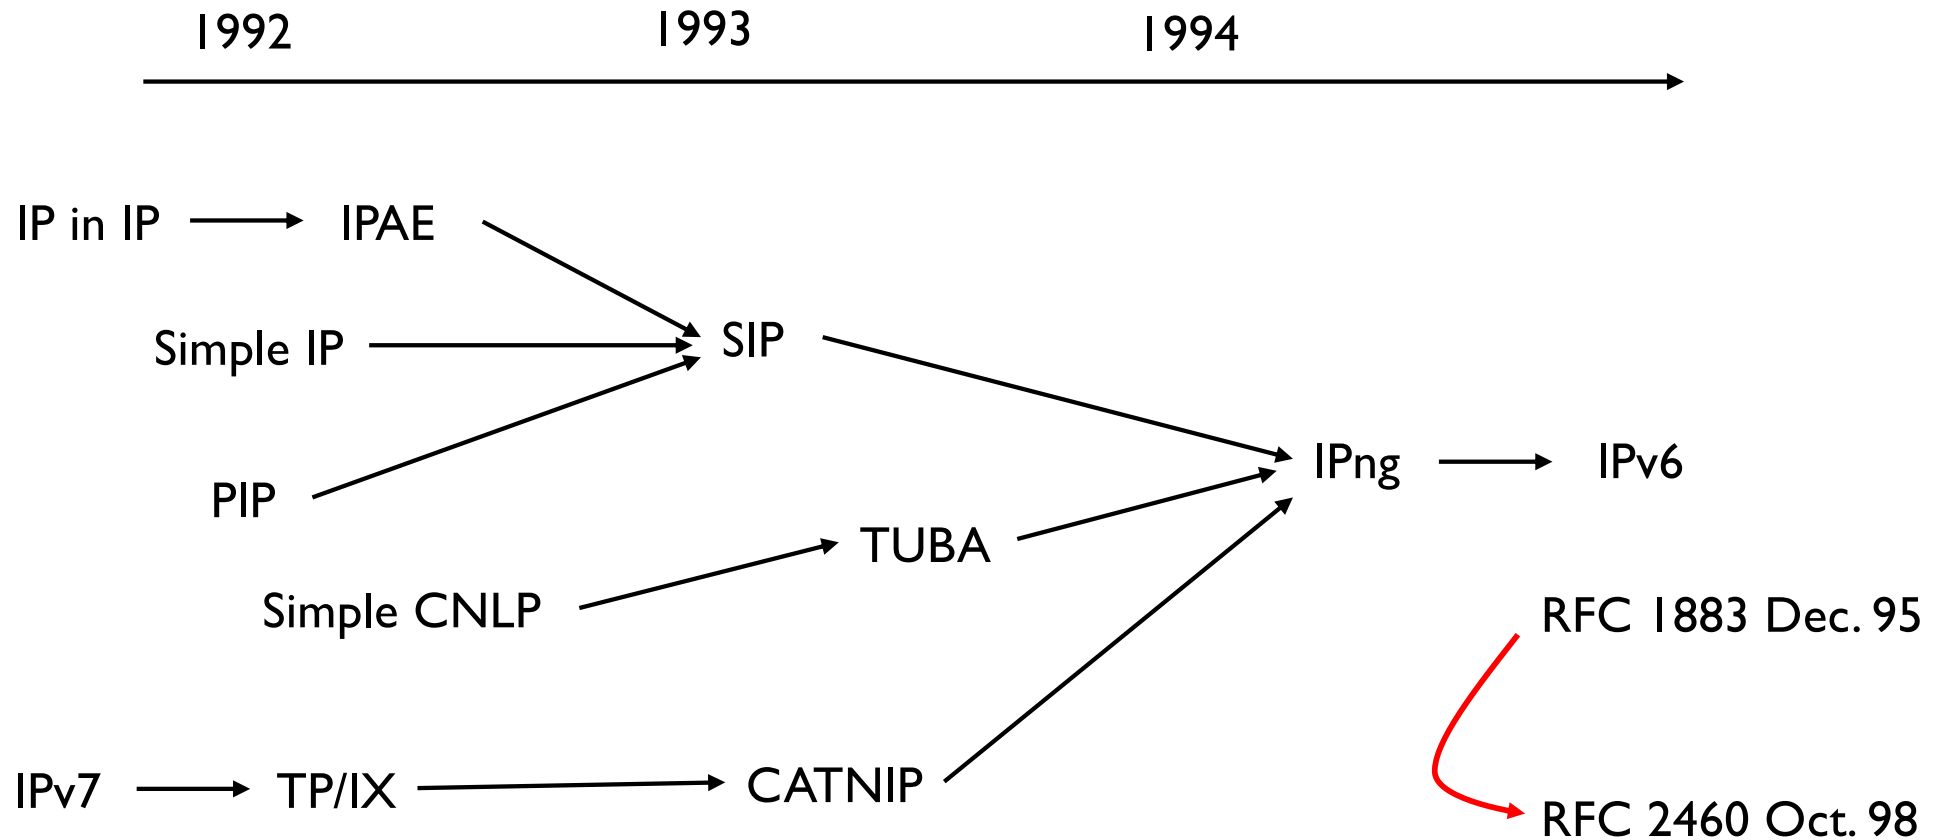 1992 1993 1994
IP in IP IPAE
Simple IP SIP
PIP
IPng IPv6
TUBA
Simple CNLP
RFC 1883 Dec. 95
IPv7 TP/IX CATNIP
RFC 2460 Oct. 98